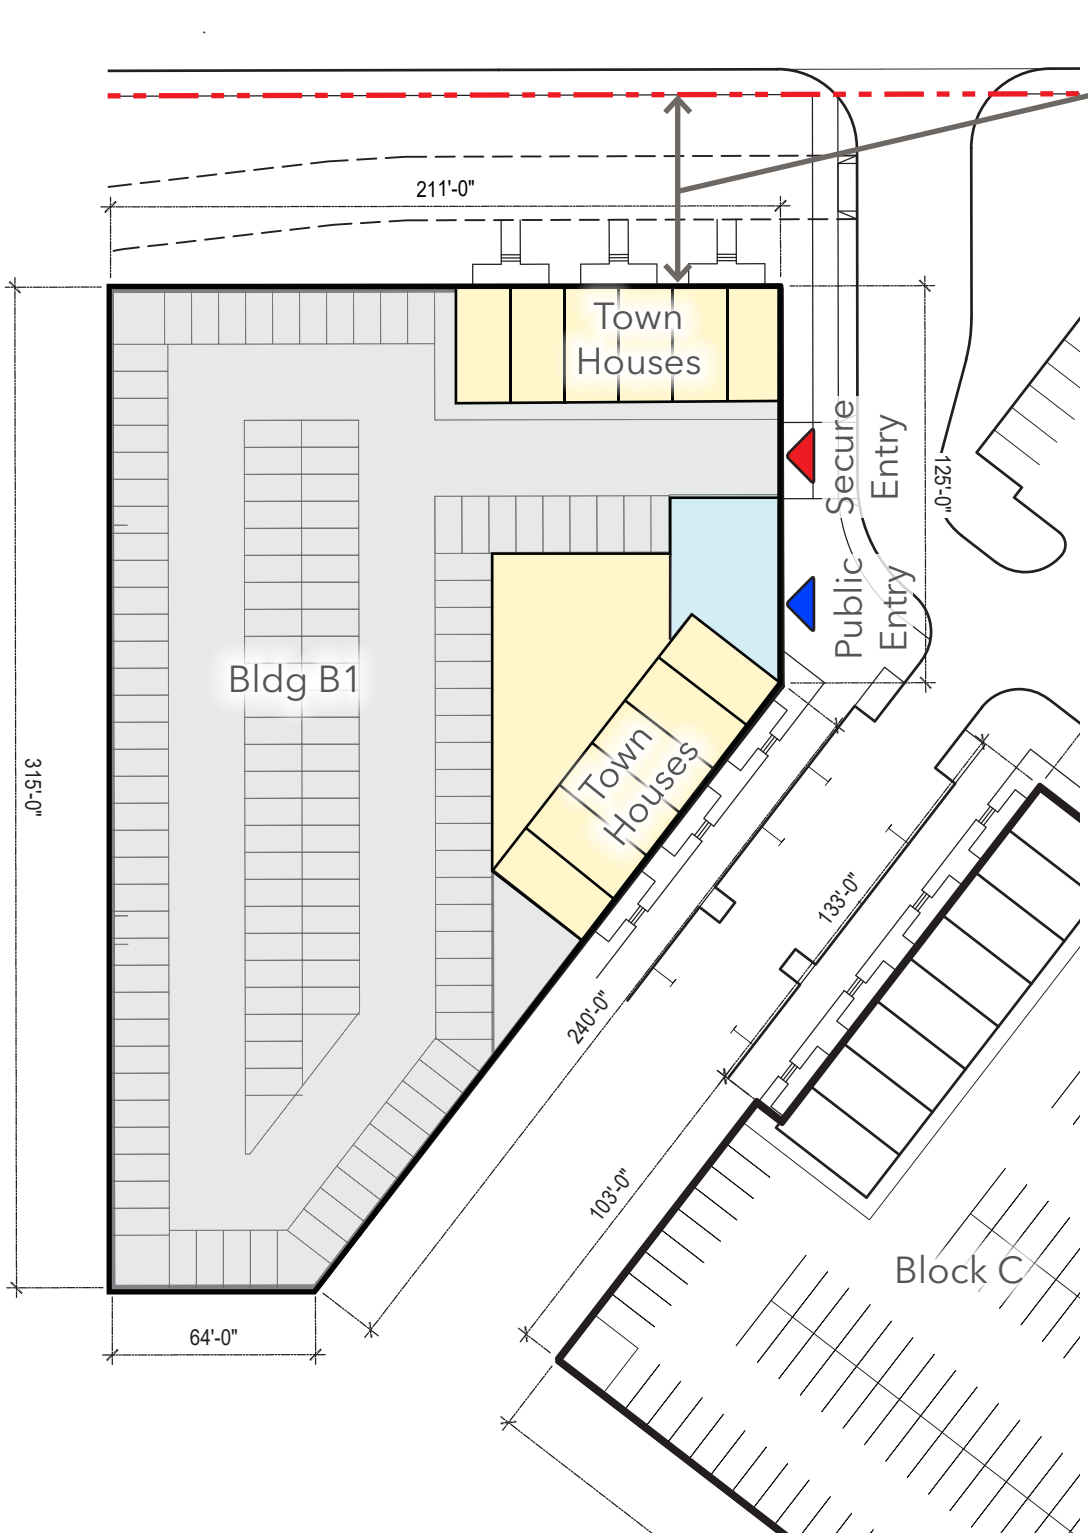 211'-0"
Town
Houses
Secure
Entry
125'-0"
Public
Entry
Bldg B1
Town
Houses
315'-0"
133'-0"
240'-0"
103'-0"
Block C
64'-0"